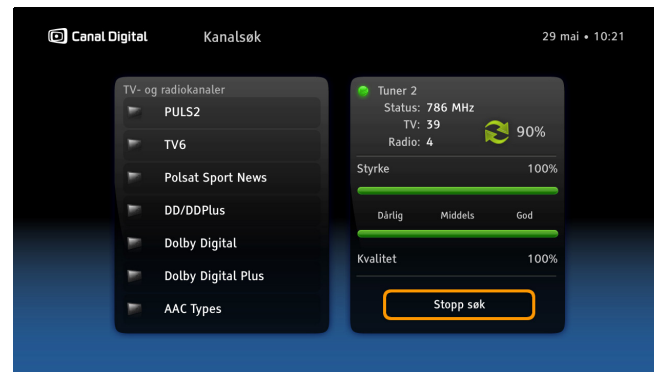 Canal Digital
Kanalsøk
29 mai • 10:21
TV- og radiokanaler
PULS2
TV6
Polsat Sport News
DD/DDPlus
Dolby Digital
Dolby Digital Plus
AAC Types
Tuner 2
Status: 786 MHz
TV: 39
Radio: 4
90%
Styrke 100%
Dårlig Middels God
Kvalitet 100%
Stopp søk